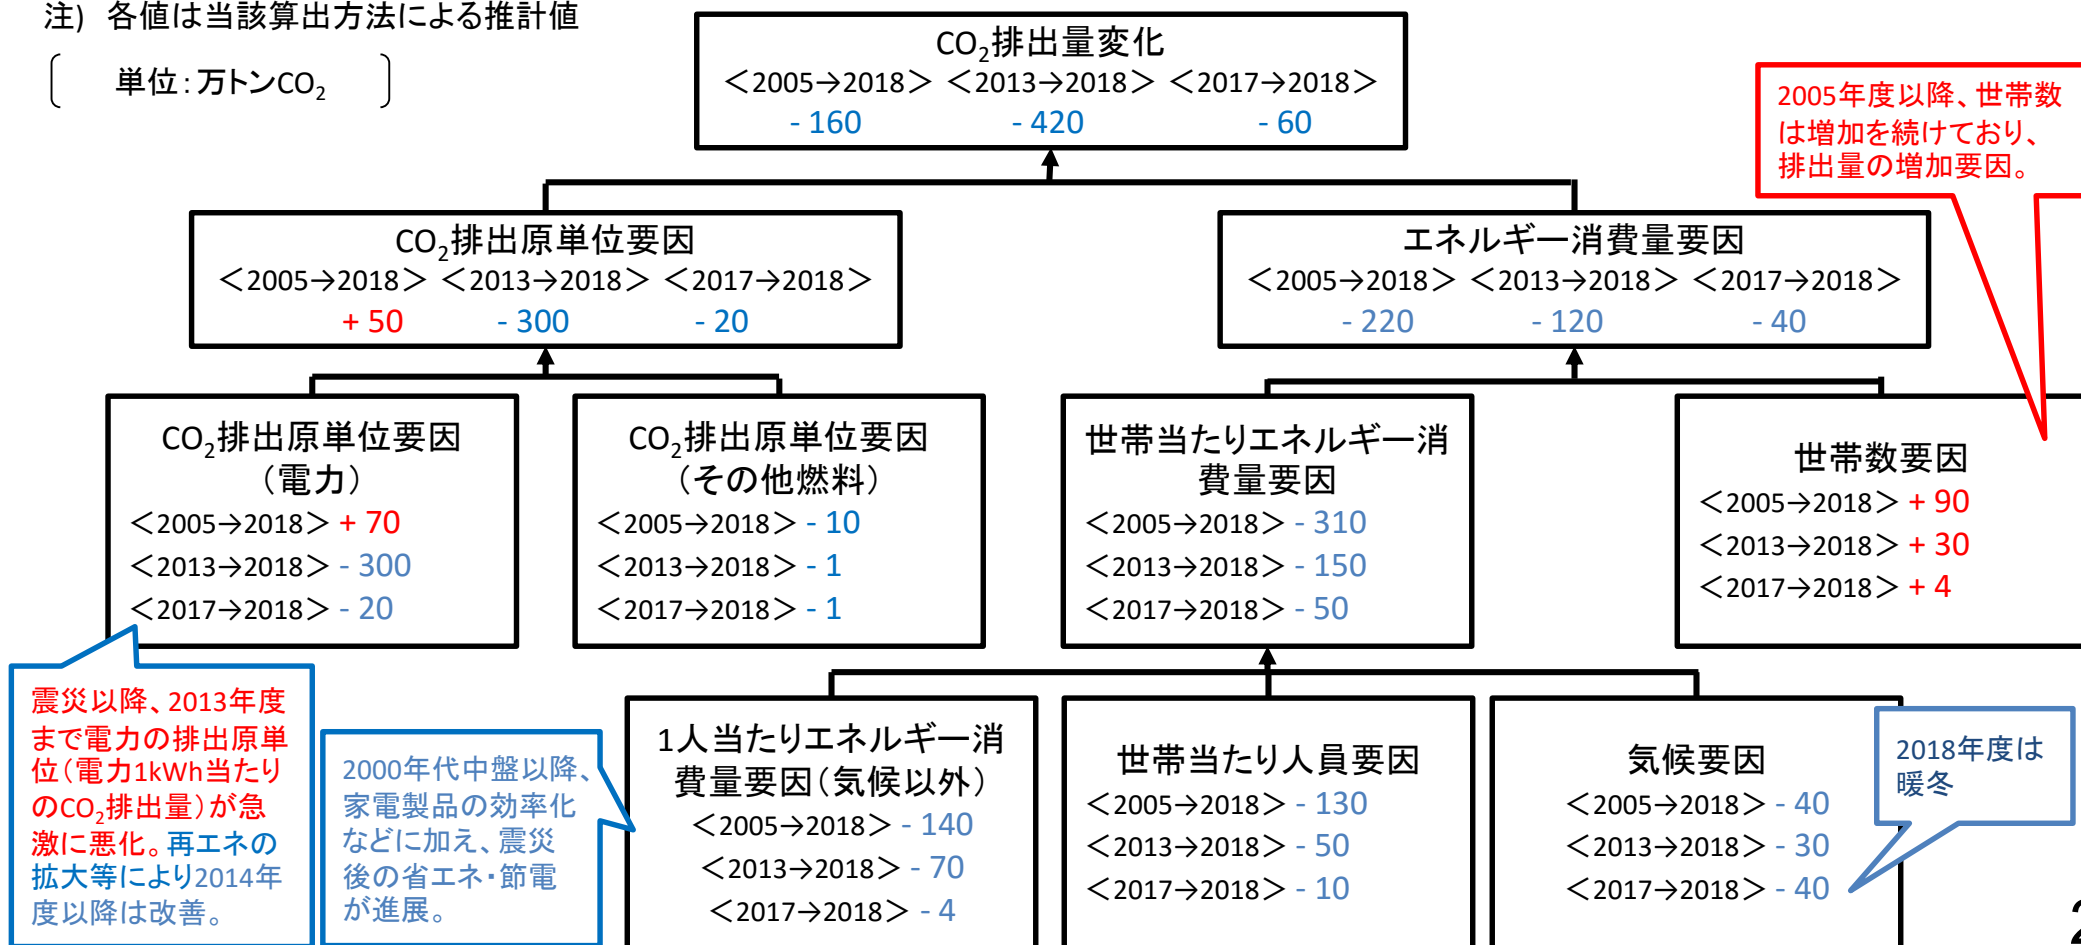 注) 各値は当該算出方法による推計値
単位：万トンCO₂
CO₂排出量変化
＜2005→2018＞ ＜2013→2018＞ ＜2017→2018＞
- 160 - 420 - 60
2005年度以降、世帯数
は増加を続けており、
排出量の増加要因。
CO₂排出原単位要因
＜2005→2018＞ ＜2013→2018＞ ＜2017→2018＞
+ 50 - 300 - 20
エネルギー消費量要因
＜2005→2018＞ ＜2013→2018＞ ＜2017→2018＞
- 220 - 120 - 40
CO₂排出原単位要因
（電力）
＜2005→2018＞ + 70
＜2013→2018＞ - 300
＜2017→2018＞ - 20
CO₂排出原単位要因
（その他燃料）
＜2005→2018＞ - 10
＜2013→2018＞ - 1
＜2017→2018＞ - 1
世帯当たりエネルギー消
費量要因
＜2005→2018＞ - 310
＜2013→2018＞ - 150
＜2017→2018＞ - 50
世帯数要因
＜2005→2018＞ + 90
＜2013→2018＞ + 30
＜2017→2018＞ + 4
震災以降、2013年度
まで電力の排出原単
位（電力1kWh当たり
のCO₂排出量）が急
激に悪化。再エネの
拡大等により2014年
度以降は改善。
2000年代中盤以降、
家電製品の効率化
などに加え、震災
後の省エネ・節電
が進展。
1人当たりエネルギー消
費量要因（気候以外）
＜2005→2018＞ - 140
＜2013→2018＞ - 70
＜2017→2018＞ - 4
世帯当たり人員要因
＜2005→2018＞ - 130
＜2013→2018＞ - 50
＜2017→2018＞ - 10
気候要因
＜2005→2018＞ - 40
＜2013→2018＞ - 30
＜2017→2018＞ - 40
2018年度は
暖冬